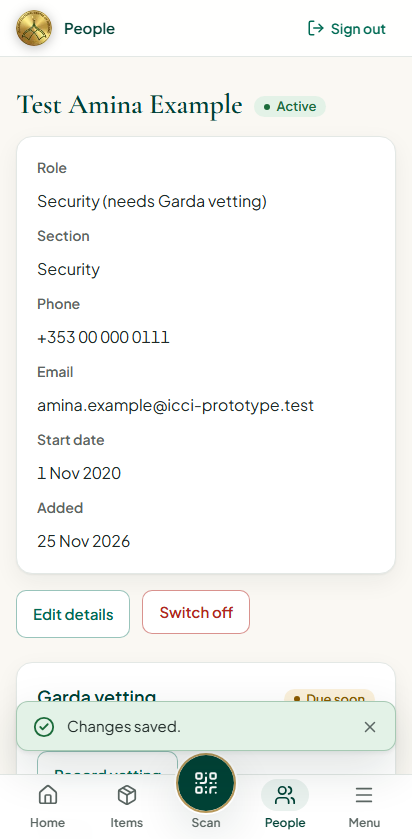 People
Sign out
Test Amina Example
Active
Role
Security (needs Garda vetting)
Section
Security
Phone
+353 00 000 0111
Email
amina.example@icci-prototype.test
Start date
1 Nov 2020
Added
25 Nov 2026
Edit details
Switch off
Garda vetting
Due soon
Changes saved.
Record vetting
Home
Items
Scan
People
Menu